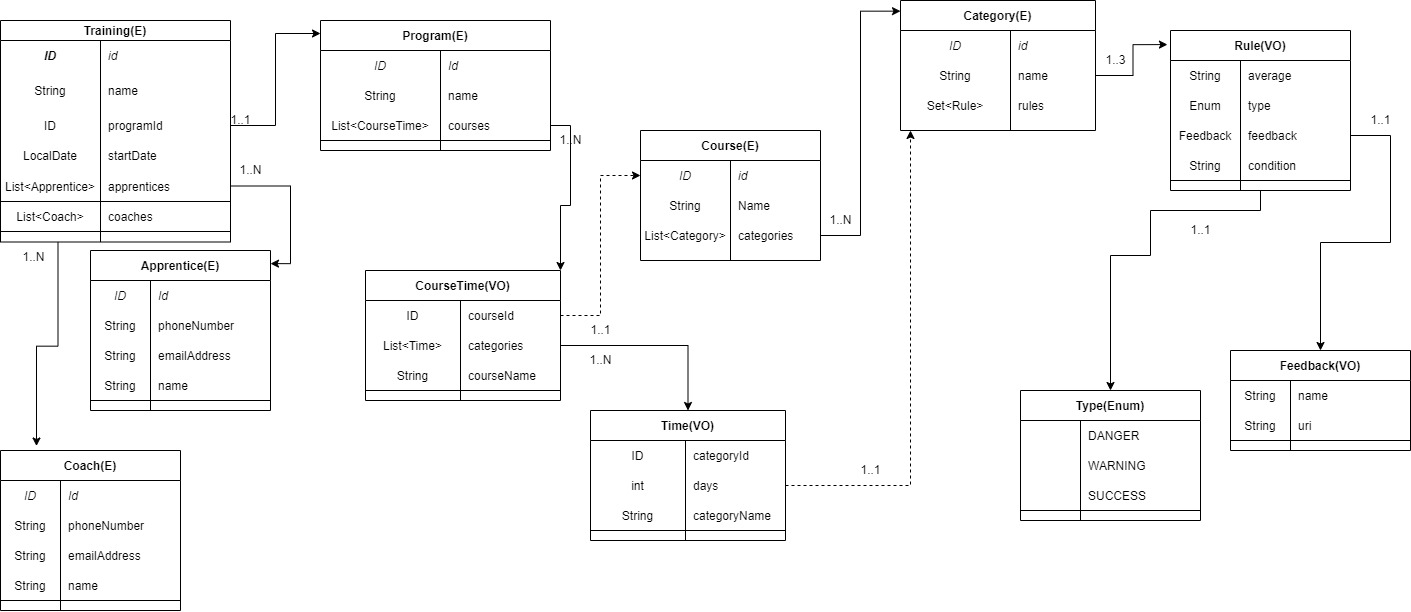 Training(E)
ID id
String name
ID programId
LocalDate startDate
List<Apprentice> apprentices
List<Coach> coaches
1..1
1..N
1..N
Program(E)
ID Id
String name
List<CourseTime> courses
1..N
Apprentice(E)
ID Id
String phoneNumber
String emailAddress
String name
Coach(E)
ID Id
String phoneNumber
String emailAddress
String name
CourseTime(VO)
ID courseId
List<Time> categories
String courseName
1..1
1..N
Course(E)
ID id
String Name
List<Category> categories
1..N
Time(VO)
ID categoryId
int days
String categoryName
1..1
Category(E)
ID id
String name
Set<Rule> rules
1..3
Rule(VO)
String average
Enum type
Feedback feedback
String condition
1..1
1..1
Type(Enum)
DANGER
WARNING
SUCCESS
Feedback(VO)
String name
String uri